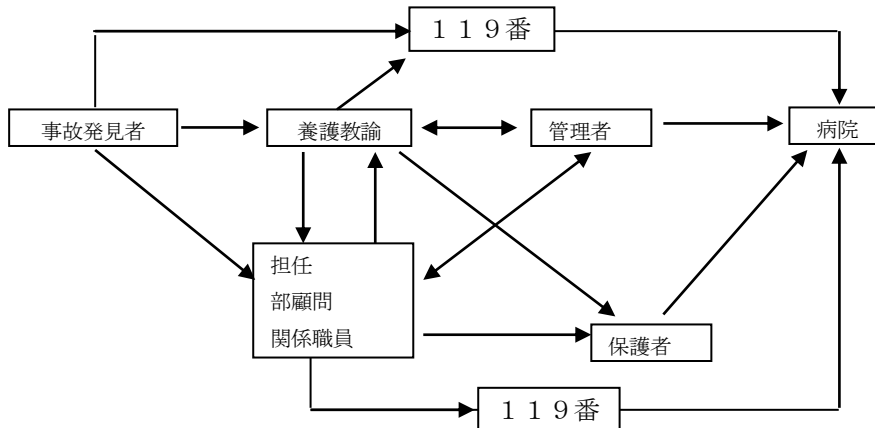 １１９番
事故発見者
養護教諭
管理者
病院
担任
部顧問
関係職員
保護者
１１９番